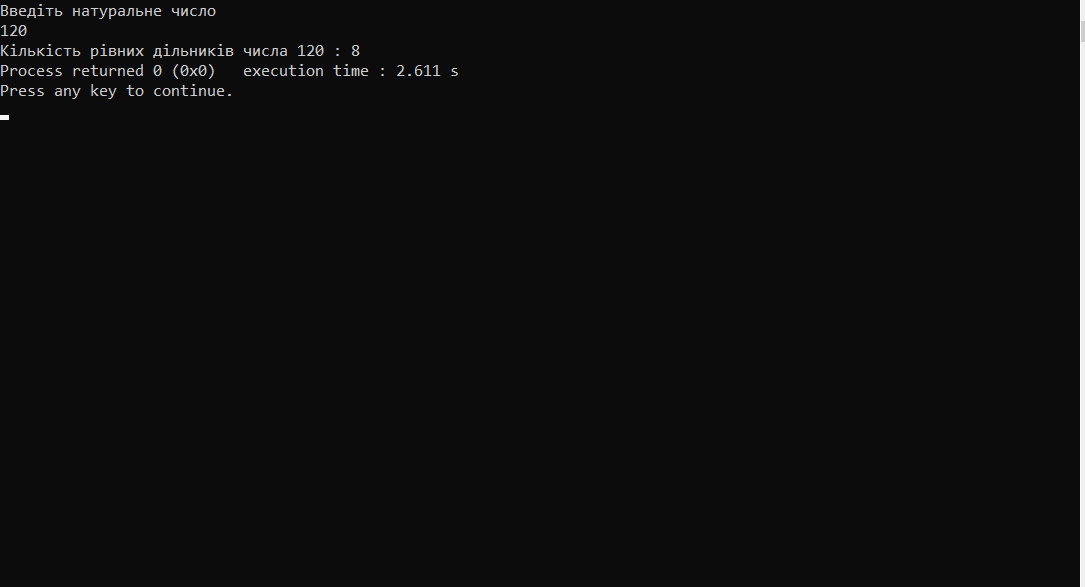 Введіть натуральне число
120
Кількість рівних дільників числа 120 : 8
Process returned 0 (0x0)   execution time : 2.611 s
Press any key to continue.